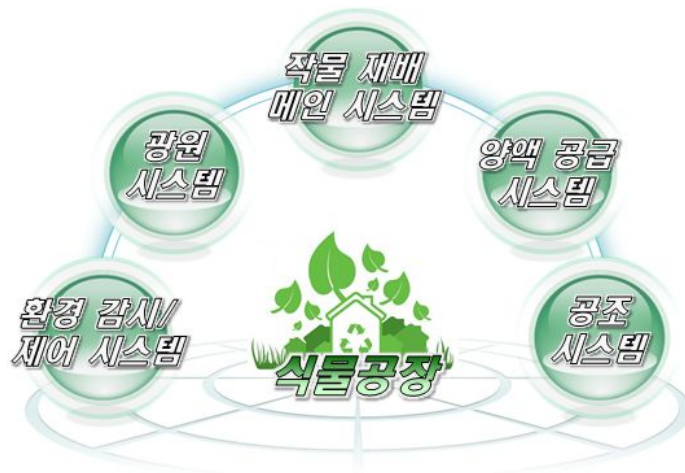 작물 재배
메인 시스템
광원
시스템
양액 공급
시스템
환경 감시/
제어 시스템
공조
시스템
식물공장